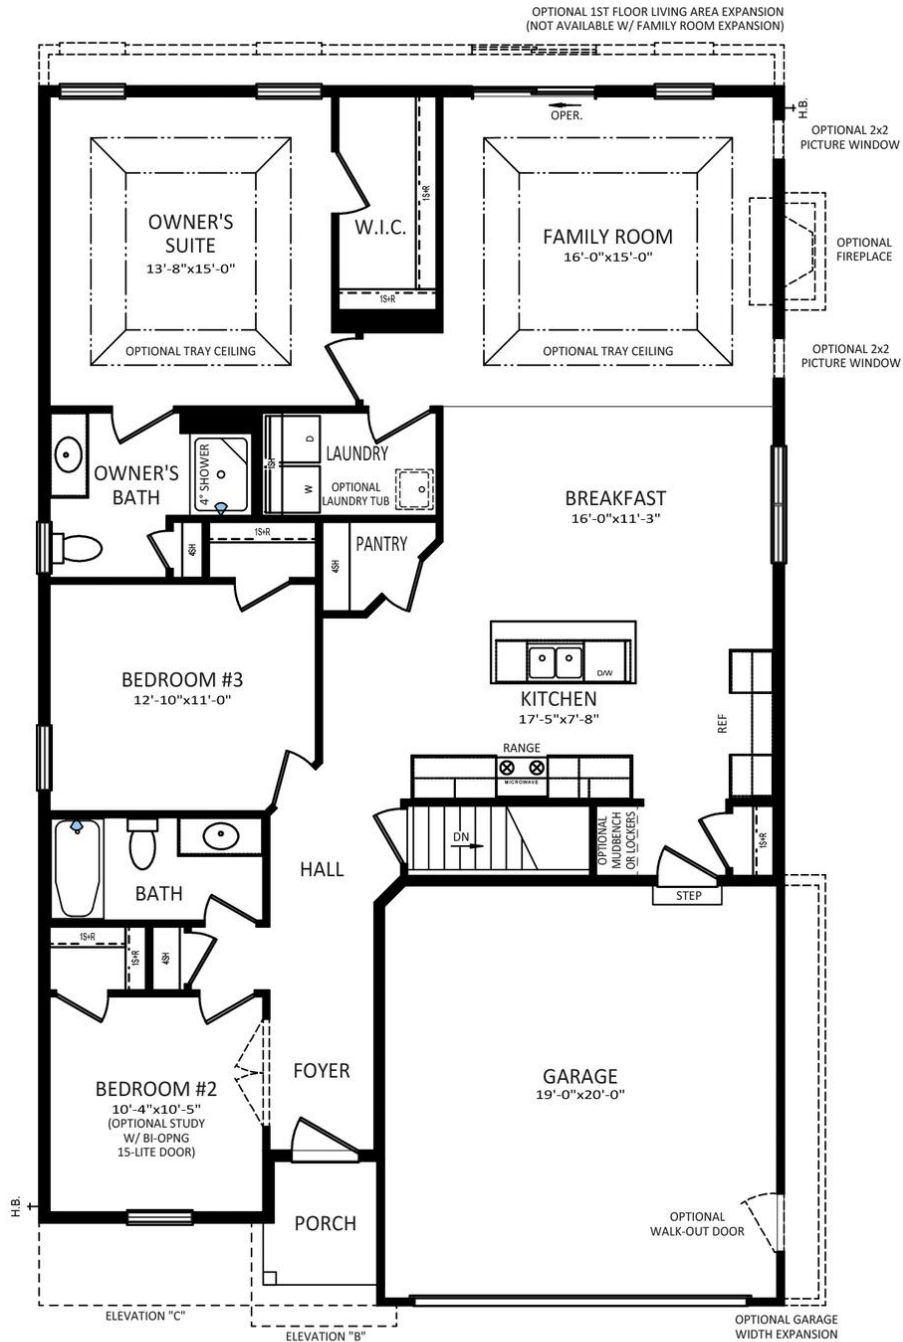 OPTIONAL 1ST FLOOR LIVING AREA EXPANSION
(NOT AVAILABLE W/ FAMILY ROOM EXPANSION)
OPER.
H.B.
OPTIONAL 2x2
PICTURE WINDOW
OWNER'S
SUITE
13'-8"x15'-0"
OPTIONAL TRAY CEILING
W.I.C.
1S+R
1S+R
FAMILY ROOM
16'-0"x15'-0"
OPTIONAL TRAY CEILING
OPTIONAL
FIREPLACE
OPTIONAL 2x2
PICTURE WINDOW
OWNER'S
BATH
4° SHOWER
1SH
D
W
LAUNDRY
OPTIONAL
LAUNDRY TUB
BREAKFAST
16'-0"x11'-3"
4SH
1S+R
4SH
PANTRY
BEDROOM #3
12'-10"x11'-0"
D/W
KITCHEN
17'-5"x7'-8"
REF
RANGE
MICROWAVE
DN
OPTIONAL
MUDBENCH
OR LOCKERS
1S+R
HALL
BATH
STEP
1S+R
1S+R
4SH
FOYER
BEDROOM #2
10'-4"x10'-5"
(OPTIONAL STUDY
W/ BI-OPNG
15-LITE DOOR)
GARAGE
19'-0"x20'-0"
H.B.
PORCH
OPTIONAL
WALK-OUT DOOR
ELEVATION "C"
ELEVATION "B"
OPTIONAL GARAGE
WIDTH EXPANSION